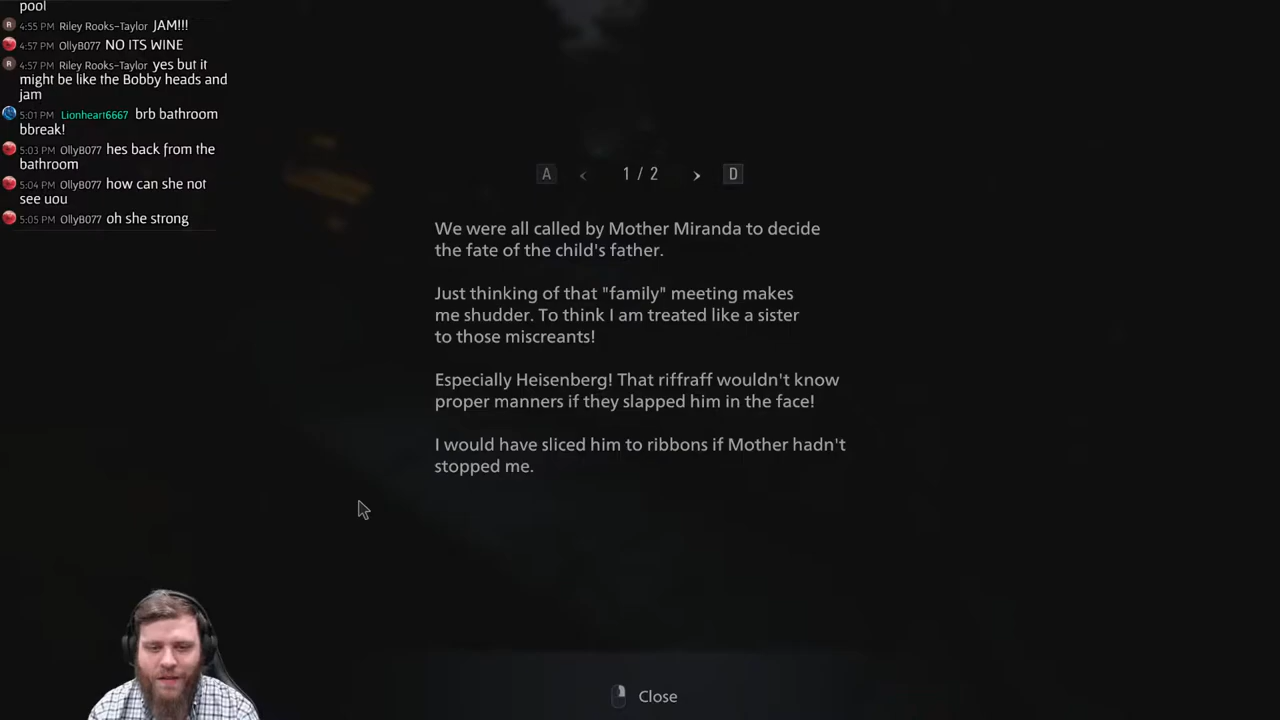 pool
R 4:55 PM Riley Rooks-Taylor JAM!!!
4:57 PM OllyB077 NO ITS WINE
R 4:57 PM Riley Rooks-Taylor yes but it
might be like the Bobby heads and
jam
5:01 PM Lionheart6667 brb bathroom
bbreak!
5:03 PM OllyB077 hes back from the
bathroom
5:04 PM OllyB077 how can she not
see uou
5:05 PM OllyB077 oh she strong
A < 1 / 2 > D
We were all called by Mother Miranda to decide
the fate of the child's father.
Just thinking of that "family" meeting makes
me shudder. To think I am treated like a sister
to those miscreants!
Especially Heisenberg! That riffraff wouldn't know
proper manners if they slapped him in the face!
I would have sliced him to ribbons if Mother hadn't
stopped me.
Close